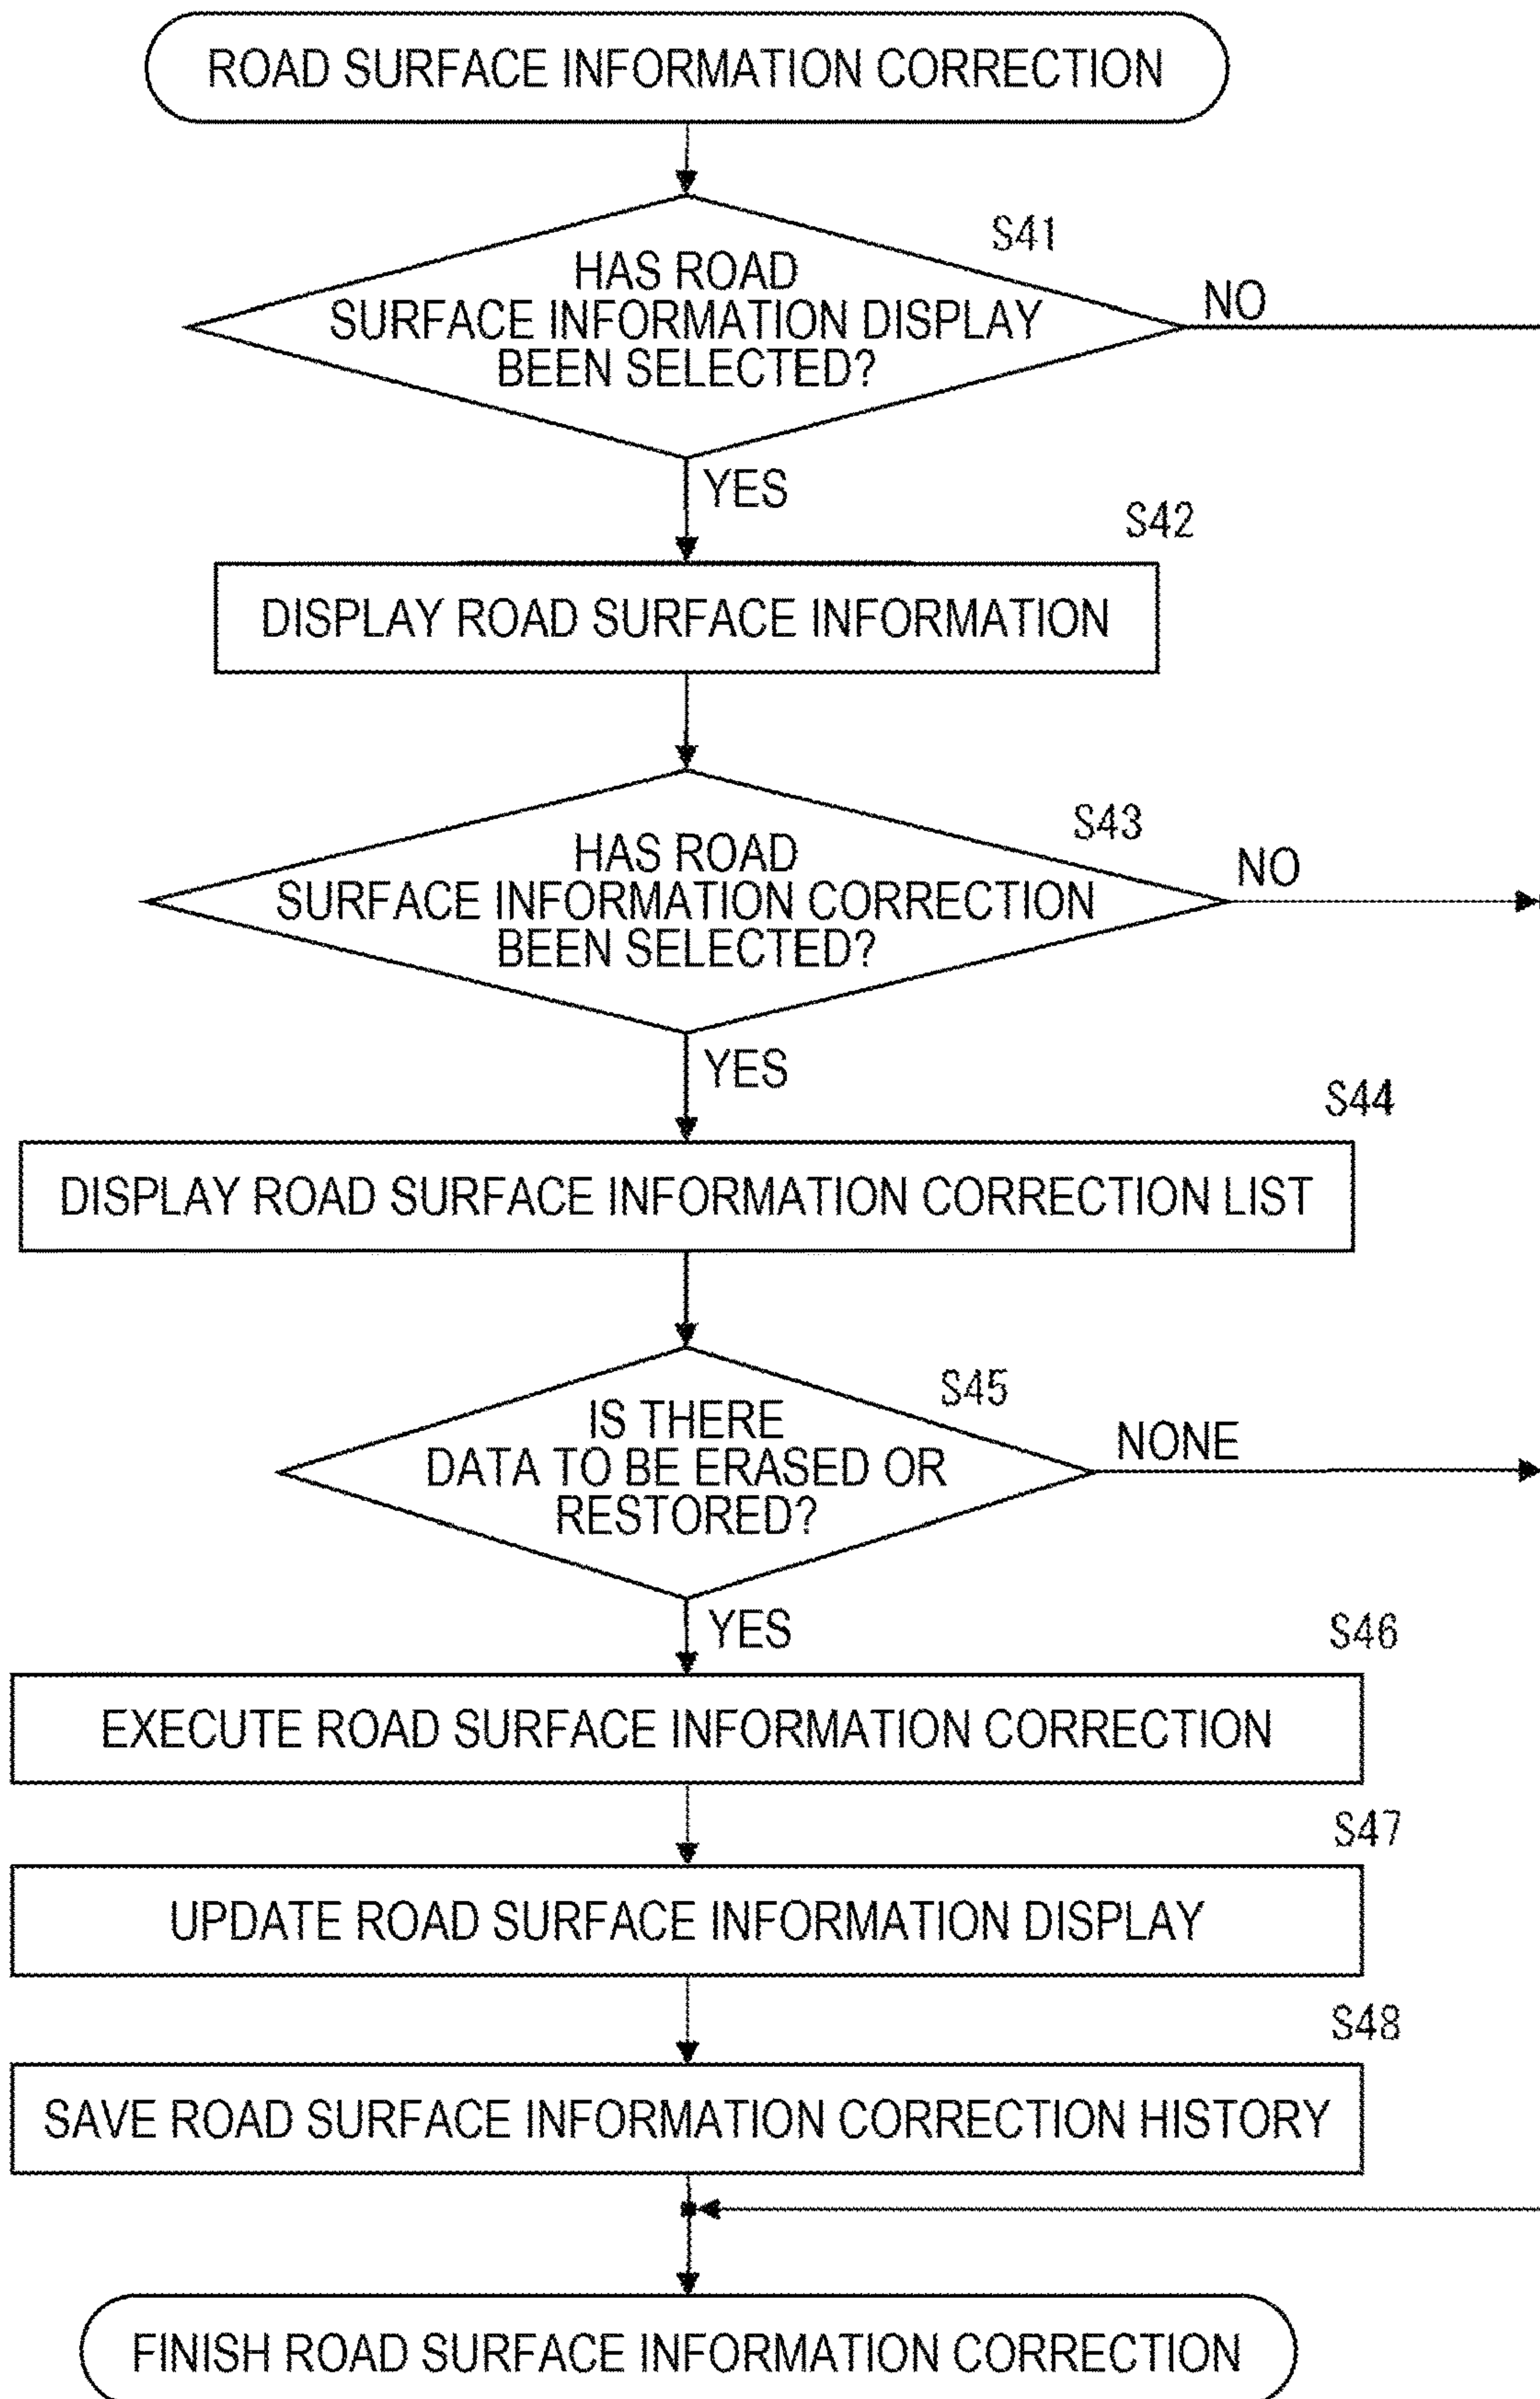 ROAD SURFACE INFORMATION CORRECTION
S41
HAS ROAD
SURFACE INFORMATION DISPLAY
BEEN SELECTED?
NO
YES
S42
DISPLAY ROAD SURFACE INFORMATION
S43
HAS ROAD
SURFACE INFORMATION CORRECTION
BEEN SELECTED?
NO
YES
S44
DISPLAY ROAD SURFACE INFORMATION CORRECTION LIST
S45
IS THERE
DATA TO BE ERASED OR
RESTORED?
NONE
YES
S46
EXECUTE ROAD SURFACE INFORMATION CORRECTION
S47
UPDATE ROAD SURFACE INFORMATION DISPLAY
S48
SAVE ROAD SURFACE INFORMATION CORRECTION HISTORY
FINISH ROAD SURFACE INFORMATION CORRECTION